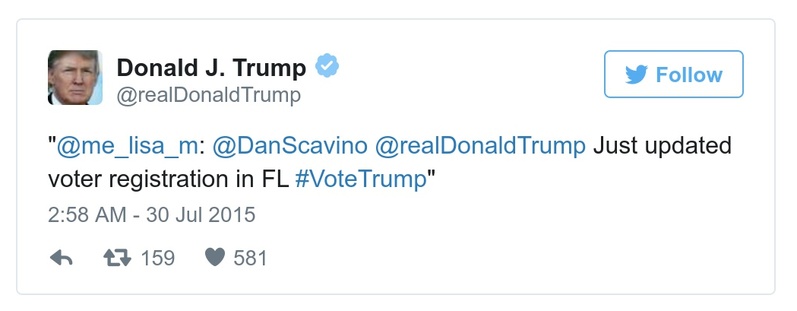 Donald J. Trump
@realDonaldTrump
Follow
"@me_lisa_m: @DanScavino @realDonaldTrump Just updated
voter registration in FL #VoteTrump"
2:58 AM - 30 Jul 2015
159 581